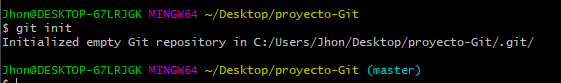 Jhon@DESKTOP-67LRJGK MINGW64 ~/Desktop/proyecto-Git
$ git init
Initialized empty Git repository in C:/Users/Jhon/Desktop/proyecto-Git/.git/
Jhon@DESKTOP-67LRJGK MINGW64 ~/Desktop/proyecto-Git (master)
$